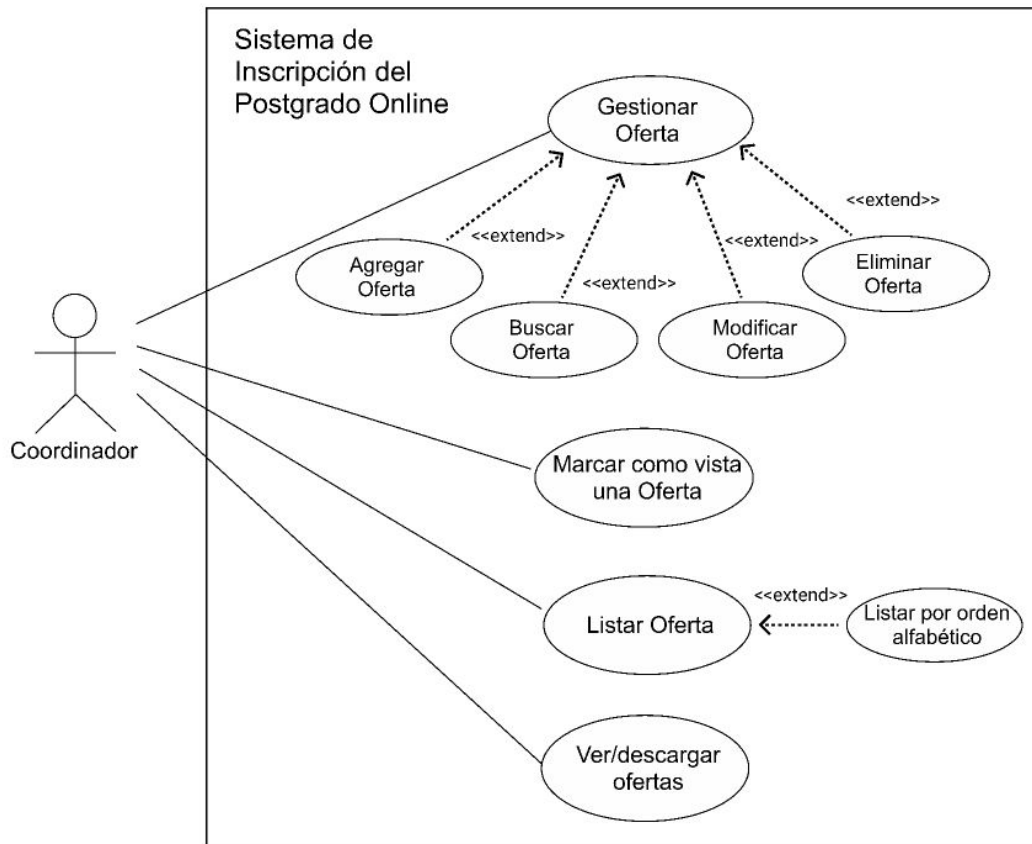 Sistema de
Inscripción del
Postgrado Online
Gestionar
Oferta
<<extend>>
<<extend>>
<<extend>>
<<extend>>
Agregar
Oferta
Buscar
Oferta
Modificar
Oferta
Eliminar
Oferta
Coordinador
Marcar como vista
una Oferta
Listar Oferta
<<extend>>
Listar por orden
alfabético
Ver/descargar
ofertas